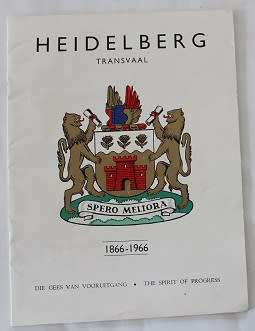 HEIDELBERG
TRANSVAAL
SPERO MELIORA
1866-1966
DIE GEES VAN VOORUITGANG • THE SPIRIT OF PROGRESS